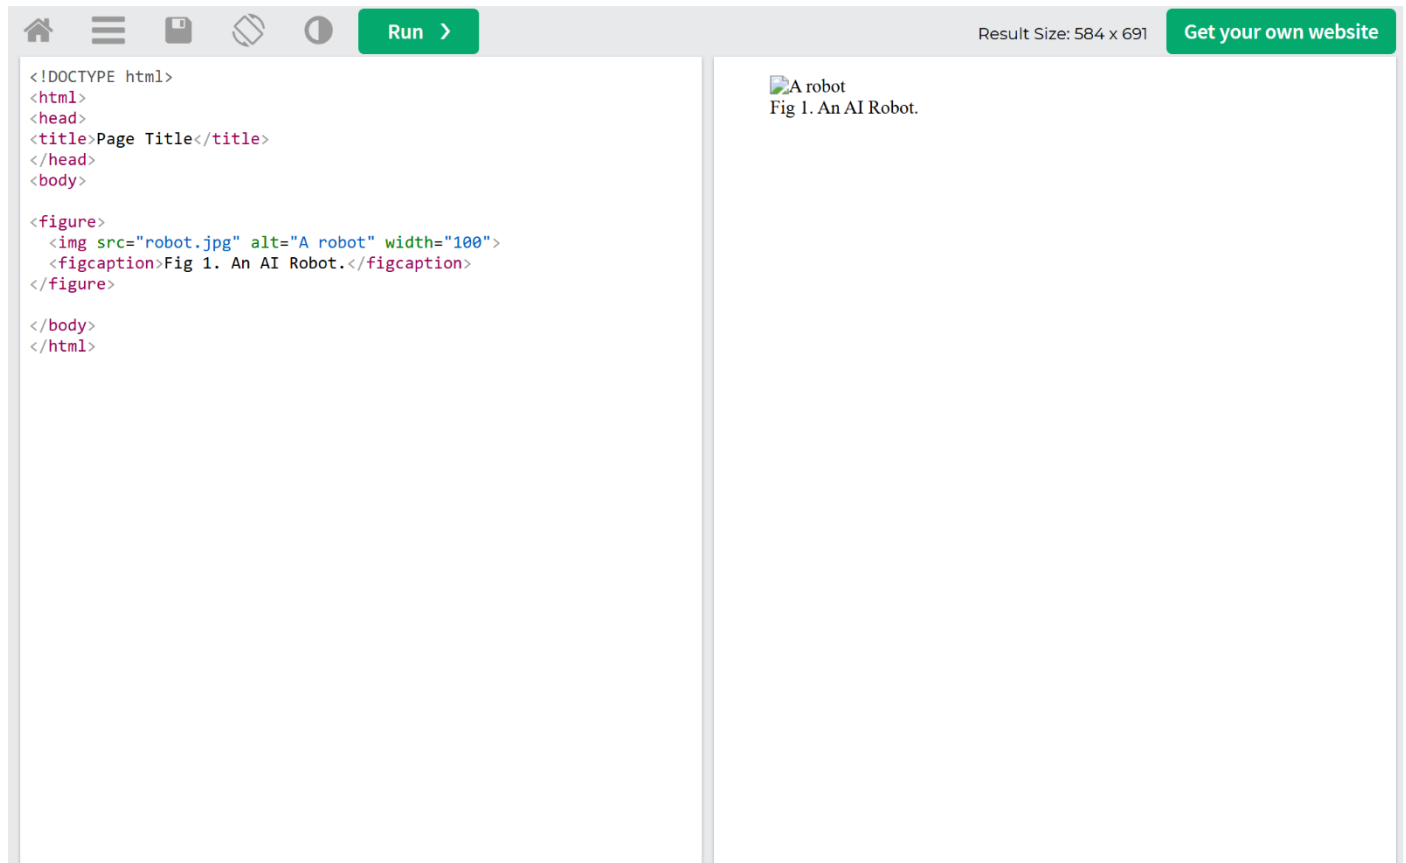 Run ❯
Result Size: 584 x 691
Get your own website
<!DOCTYPE html>
<html>
<head>
<title>Page Title</title>
</head>
<body>

<figure>
  <img src="robot.jpg" alt="A robot" width="100">
  <figcaption>Fig 1. An AI Robot.</figcaption>
</figure>

</body>
</html>
A robot
Fig 1. An AI Robot.